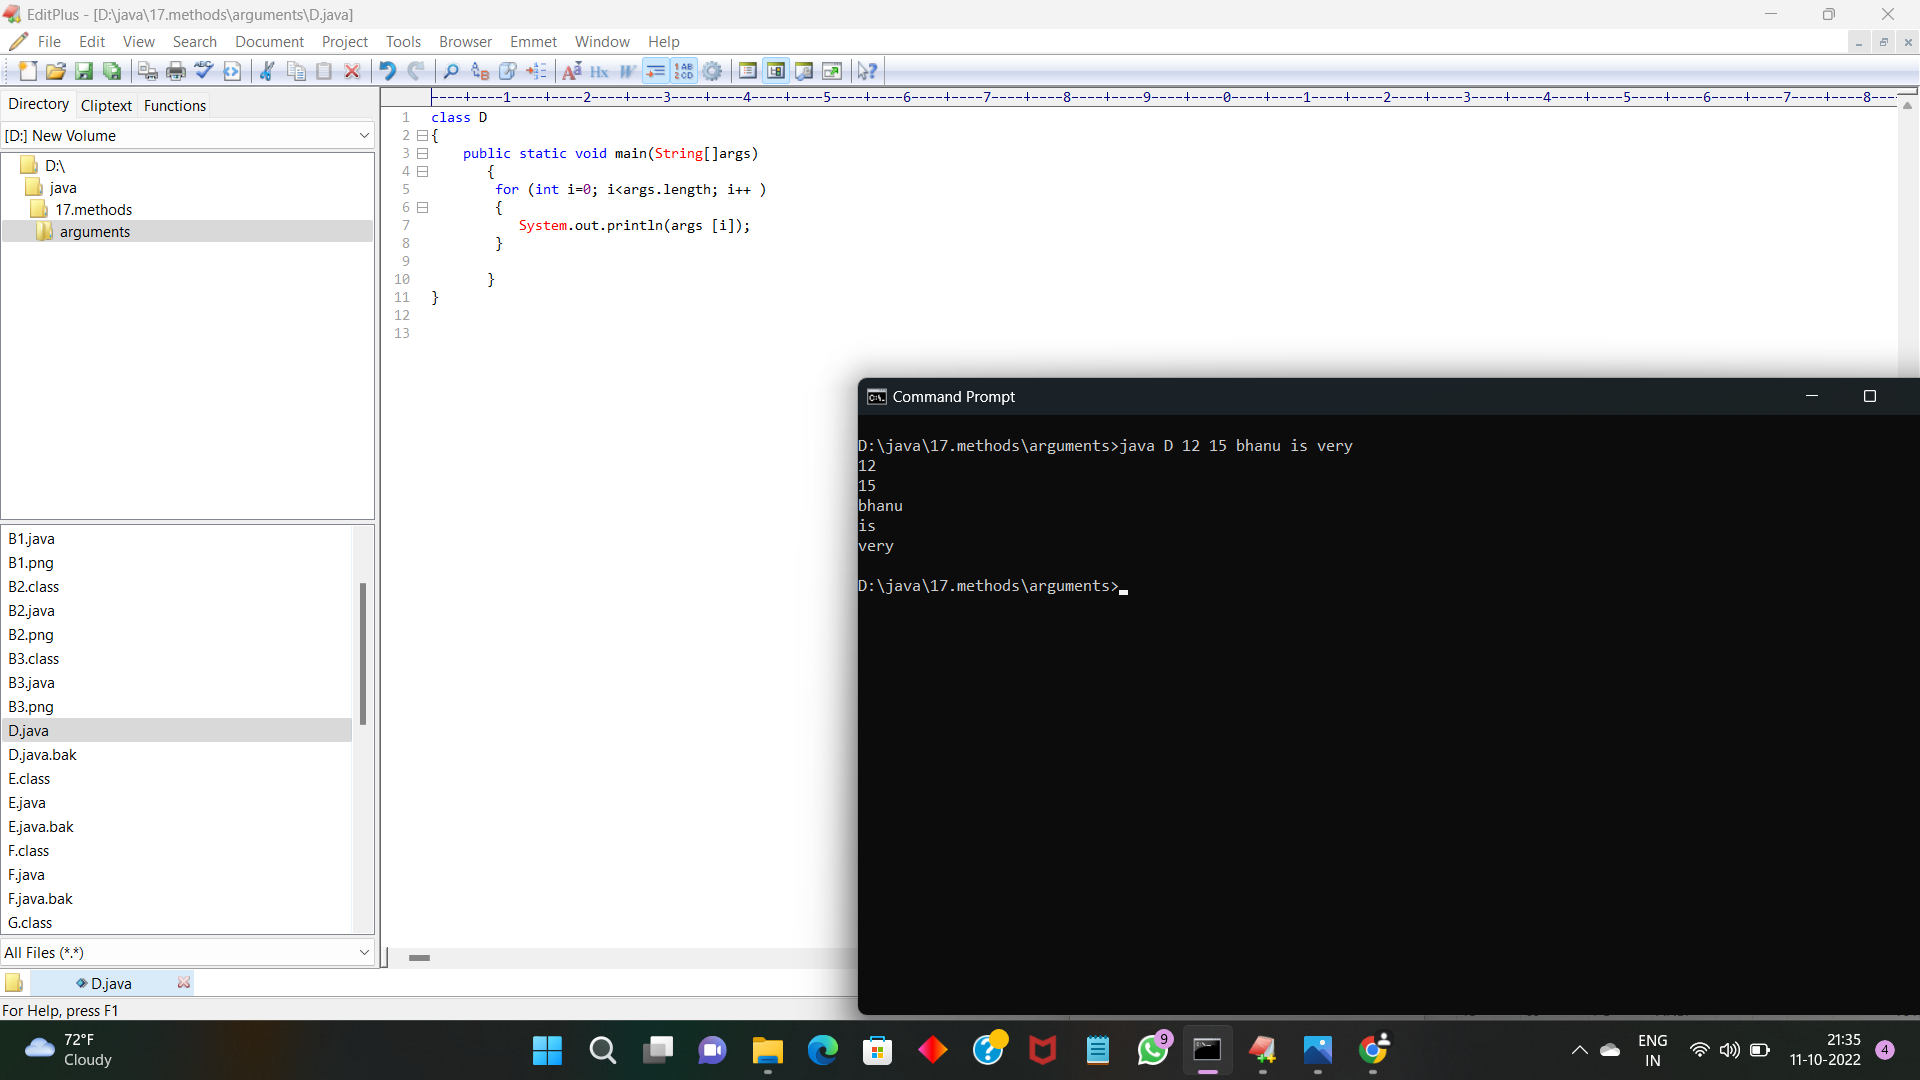 EditPlus - [D:\java\17.methods\arguments\D.java]
File Edit View Search Document Project Tools Browser Emmet Window Help
Directory Cliptext Functions
[D:] New Volume
D:\
java
17.methods
arguments
B1.java
B1.png
B2.class
B2.java
B2.png
B3.class
B3.java
B3.png
D.java
D.java.bak
E.class
E.java
E.java.bak
F.class
F.java
F.java.bak
G.class
All Files (*.*)
D.java
For Help, press F1
----+----1----+----2----+----3----+----4----+----5----+----6----+----7----+----8----+----9----+----0----+----1----+----2----+----3----+----4----+----5----+----6----+----7----+----8---
1 class D
2 {
3 public static void main(String[]args)
4 {
5 for (int i=0; i<args.length; i++ )
6 {
7 System.out.println(args [i]);
8 }
9
10 }
11 }
12
13
Command Prompt
D:\java\17.methods\arguments>java D 12 15 bhanu is very
12
15
bhanu
is
very
D:\java\17.methods\arguments>
72°F
Cloudy
9
ENG
IN
21:35
11-10-2022
4